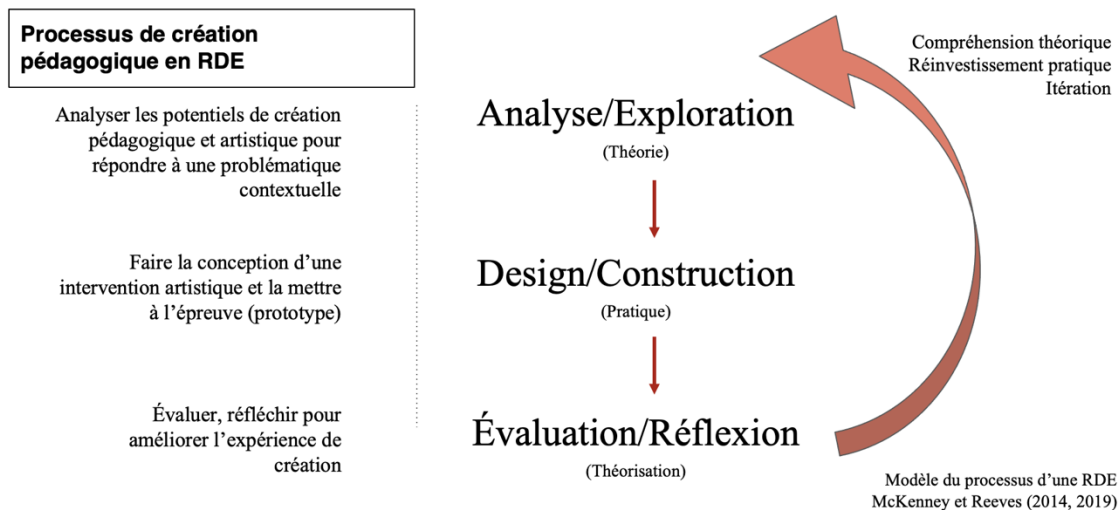 Processus de création
pédagogique en RDE
Analyser les potentiels de création
pédagogique et artistique pour
répondre à une problématique
contextuelle
Faire la conception d’une
intervention artistique et la mettre
à l’épreuve (prototype)
Évaluer, réfléchir pour
améliorer l’expérience de
création
Analyse/Exploration
(Théorie)
Design/Construction
(Pratique)
Évaluation/Réflexion
(Théorisation)
Compréhension théorique
Réinvestissement pratique
Itération
Modèle du processus d’une RDE
McKenney et Reeves (2014, 2019)